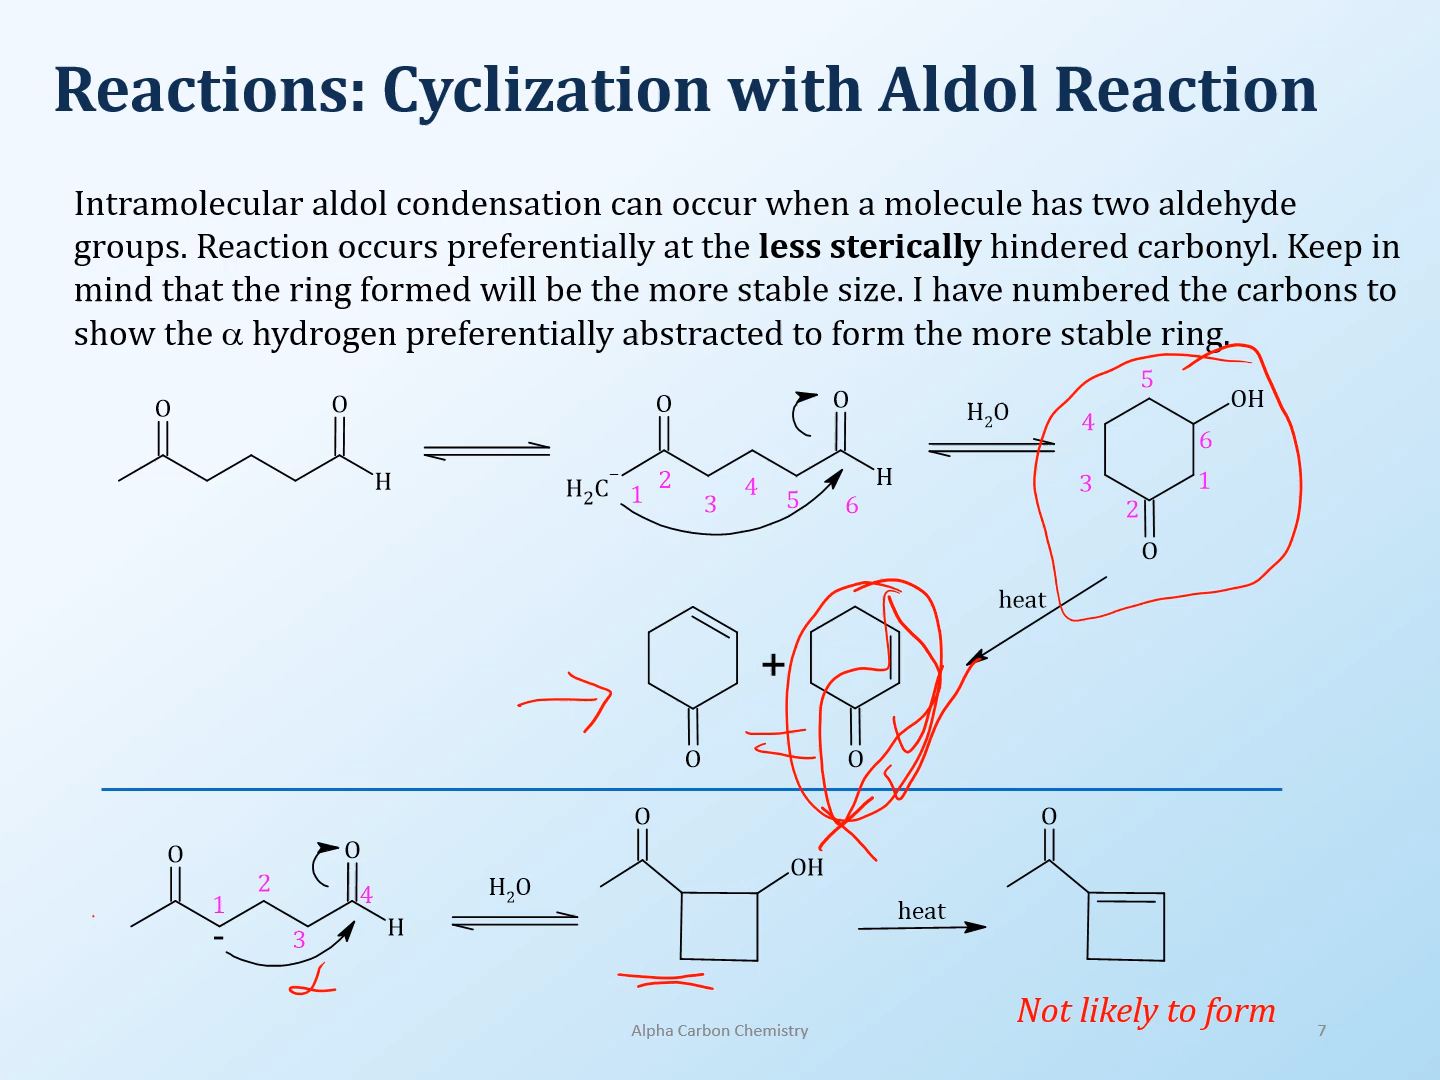 Reactions: Cyclization with Aldol Reaction
Intramolecular aldol condensation can occur when a molecule has two aldehyde
groups. Reaction occurs preferentially at the less sterically hindered carbonyl. Keep in
mind that the ring formed will be the more stable size. I have numbered the carbons to
show the α hydrogen preferentially abstracted to form the more stable ring.
O O H
O O H H₂C − 1 2 3 4 5 6
H₂O
5 OH 4 6 3 1 2 O
heat
O + O
O O H 1 2 3 4 -
H₂O
O OH
heat
O
Not likely to form
Alpha Carbon Chemistry 7